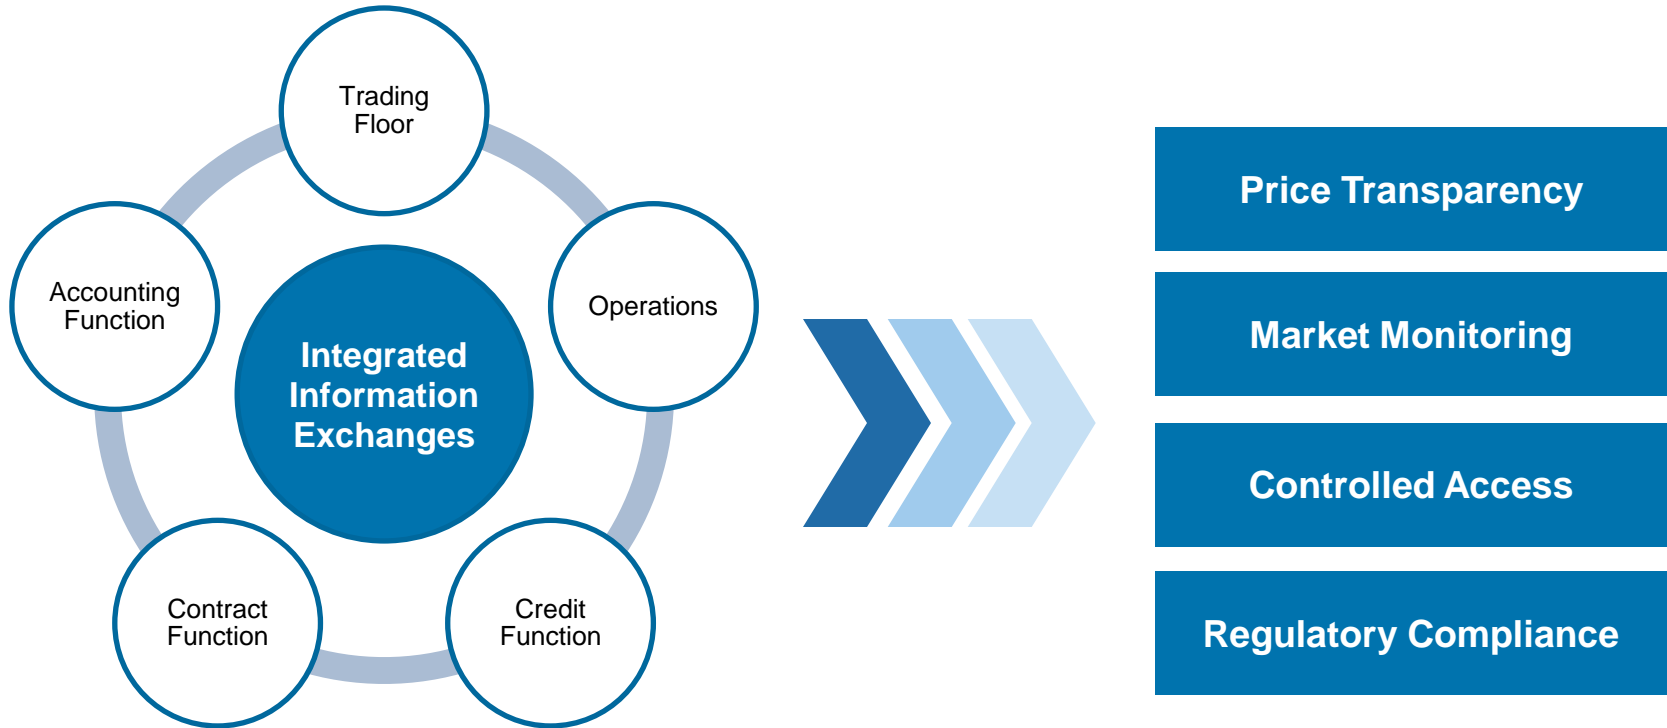 Trading
Floor
Accounting
Function
Operations
Integrated
Information
Exchanges
Contract
Function
Credit
Function
Price Transparency
Market Monitoring
Controlled Access
Regulatory Compliance